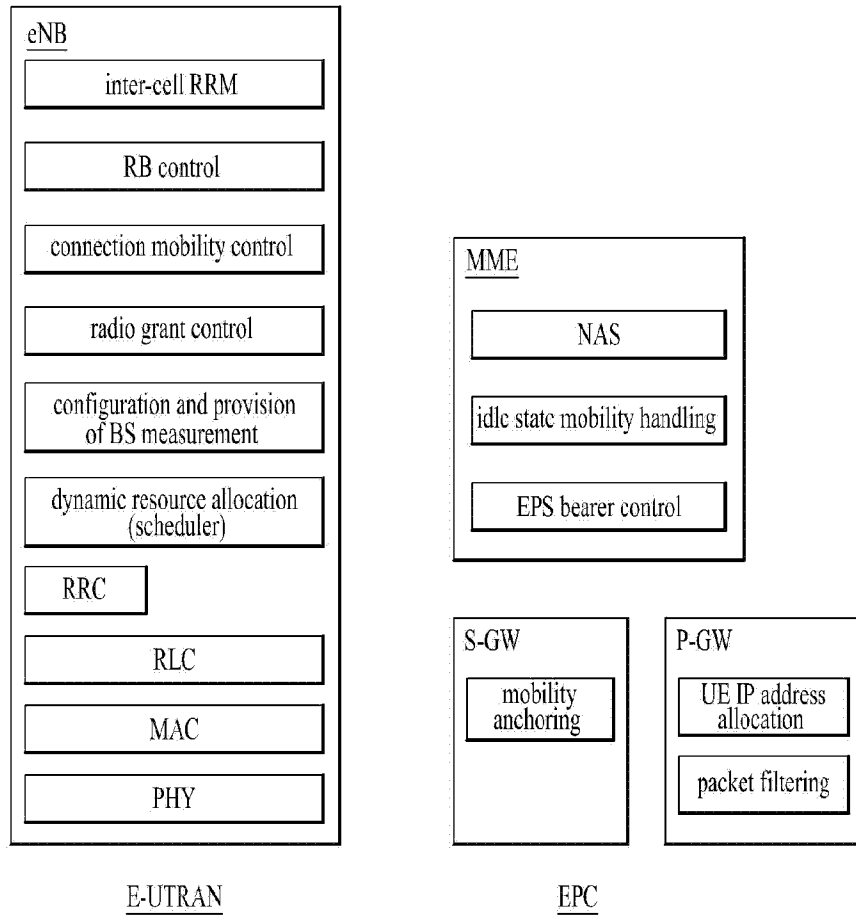 eNB
inter-cell RRM
RB control
connection mobility control
radio grant control
configuration and provision
of BS measurement
dynamic resource allocation
(scheduler)
RRC
RLC
MAC
PHY
E-UTRAN
MME
NAS
idle state mobility handling
EPS bearer control
S-GW
mobility
anchoring
P-GW
UE IP address
allocation
packet filtering
EPC